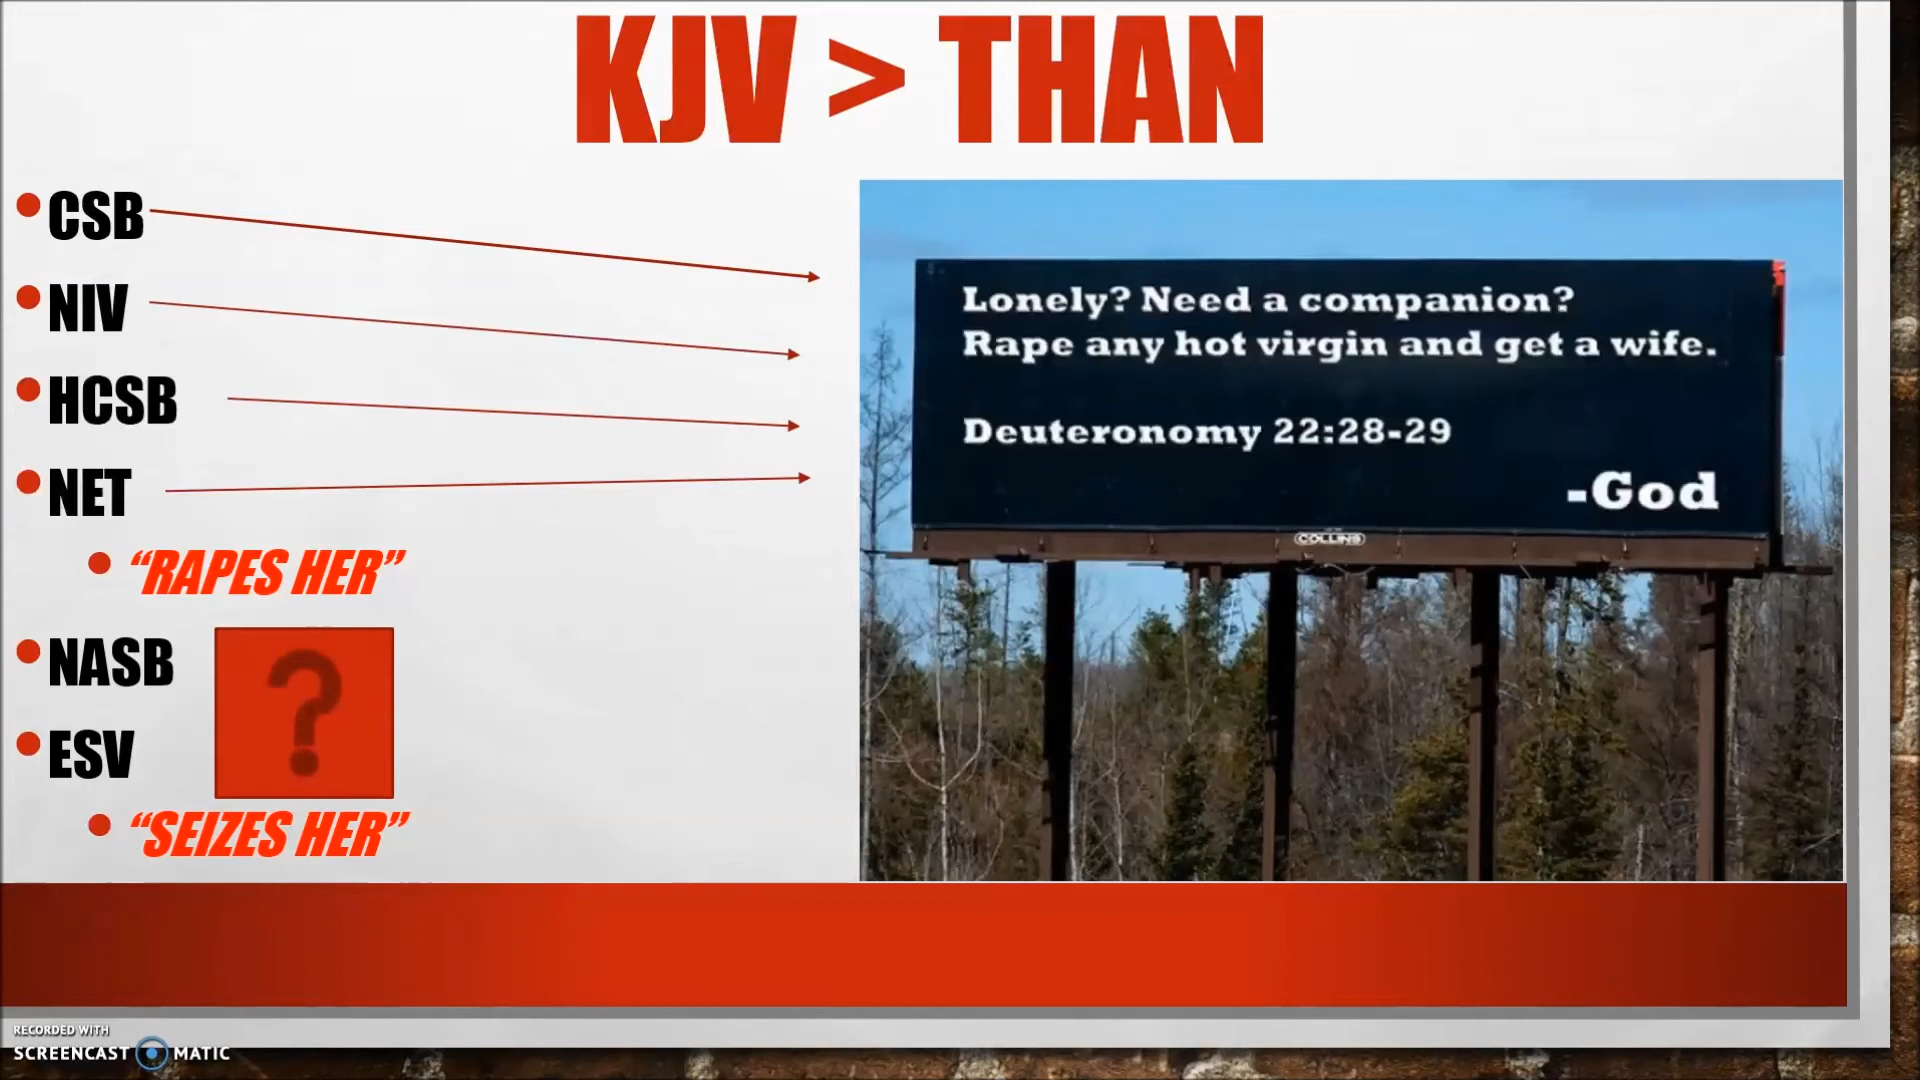 KJV > THAN
CSB
NIV
HCSB
NET
“RAPES HER”
NASB
?
ESV
“SEIZES HER”
Lonely? Need a companion?
Rape any hot virgin and get a wife.
Deuteronomy 22:28-29
-God
COLLINS
RECORDED WITH
SCREENCAST MATIC